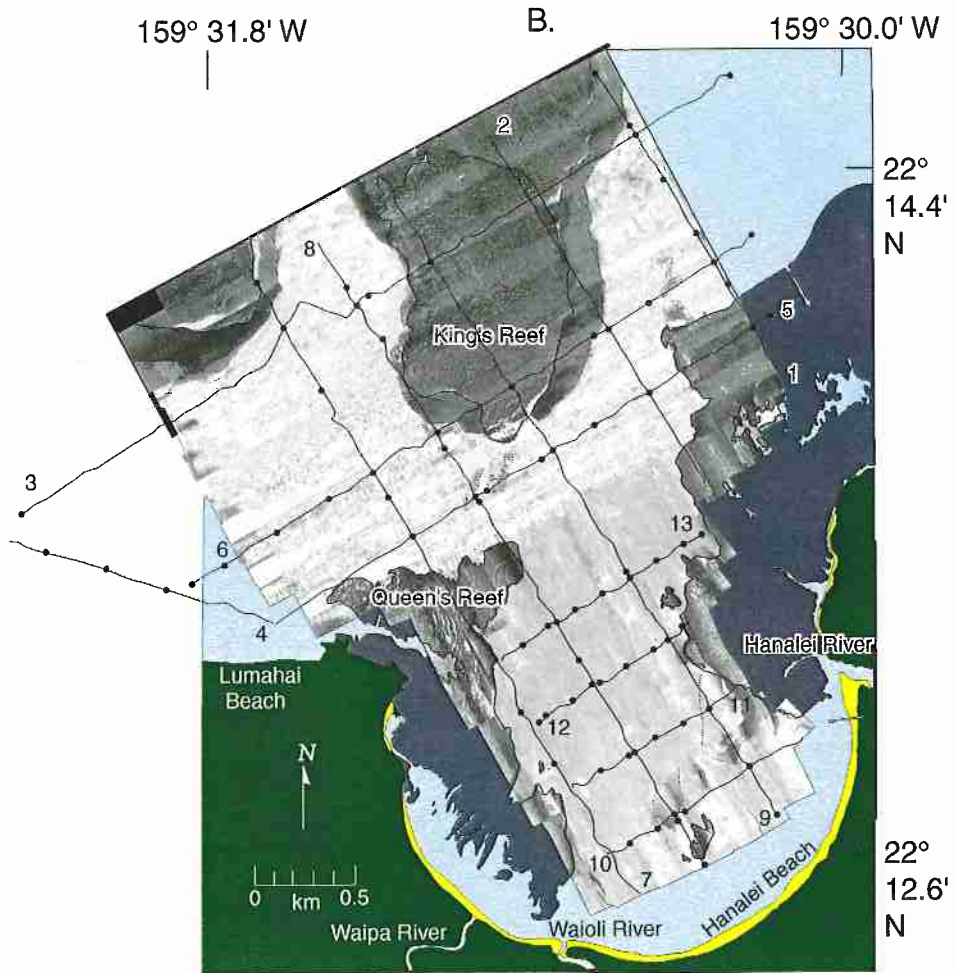 B.
159° 31.8' W
159° 30.0' W
2
22°
14.4'
N
8
King's Reef
5
1
3
13
6
Queen's Reef
4
Hanalei River
Lumahai
Beach
11
12
N
9
22°
12.6'
N
10
7
0 km 0.5
Hanalei Beach
Waipa River
Waioli River